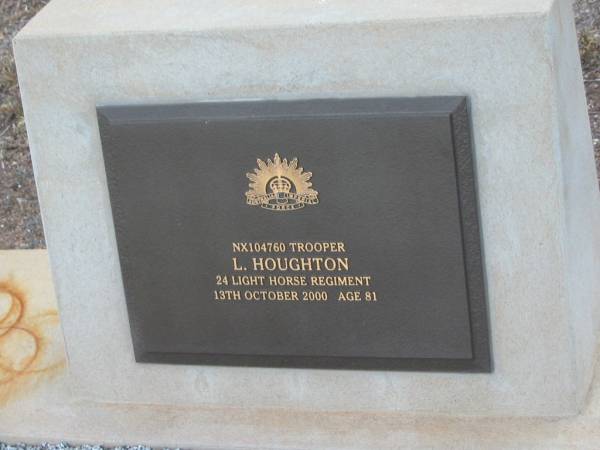 NX104760 TROOPER
L. HOUGHTON
24 LIGHT HORSE REGIMENT
13TH OCTOBER 2000 AGE 81